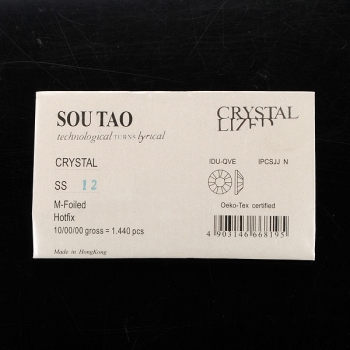 SOU TAO
technological TURNS lyrical
CRYSTAL
LIZED
CRYSTAL
IDU-QVE
IPCSJJ N
SS 12
M-Foiled
Hotfix
10/00/00 gross = 1.440 pcs
Oeko-Tex certified
4 903146 668195
Made in HongKong